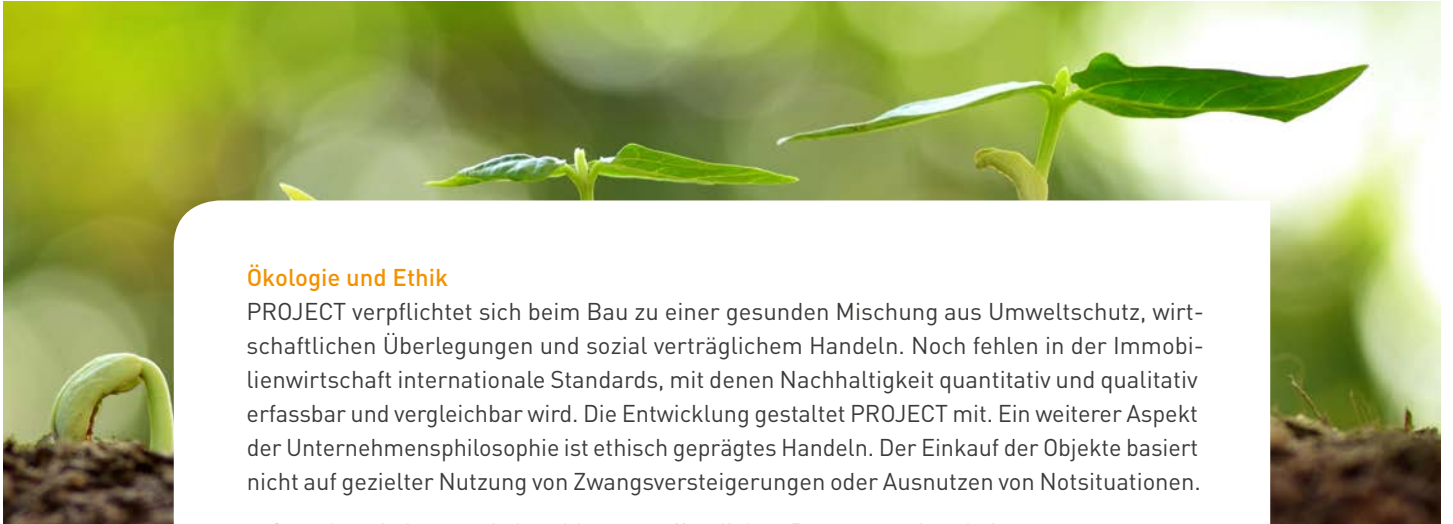 Ökologie und Ethik
PROJECT verpflichtet sich beim Bau zu einer gesunden Mischung aus Umweltschutz, wirt-
schaftlichen Überlegungen und sozial verträglichem Handeln. Noch fehlen in der Immobi-
lienwirtschaft internationale Standards, mit denen Nachhaltigkeit quantitativ und qualitativ
erfassbar und vergleichbar wird. Die Entwicklung gestaltet PROJECT mit. Ein weiterer Aspekt
der Unternehmensphilosophie ist ethisch geprägtes Handeln. Der Einkauf der Objekte basiert
nicht auf gezielter Nutzung von Zwangsversteigerungen oder Ausnutzen von Notsituationen.